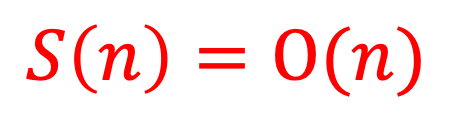 S(n) = O(n)